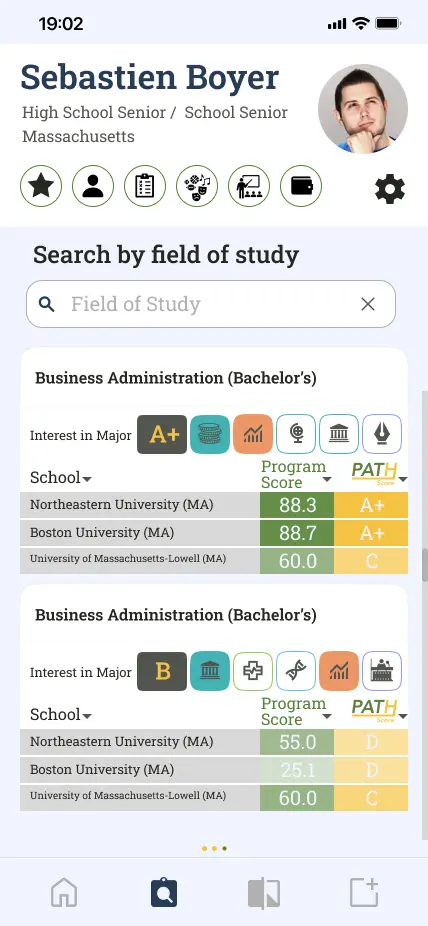 19:02
Sebastien Boyer
High School Senior / School Senior
Massachusetts
Search by field of study
Field of Study
Business Administration (Bachelor's)
Interest in Major A+
School Program Score PATH Score
Northeastern University (MA) 88.3 A+
Boston University (MA) 88.7 A+
University of Massachusetts-Lowell (MA) 60.0 C
Business Administration (Bachelor's)
Interest in Major B
School Program Score PATH Score
Northeastern University (MA) 55.0 D
Boston University (MA) 25.1 D
University of Massachusetts-Lowell (MA) 60.0 C